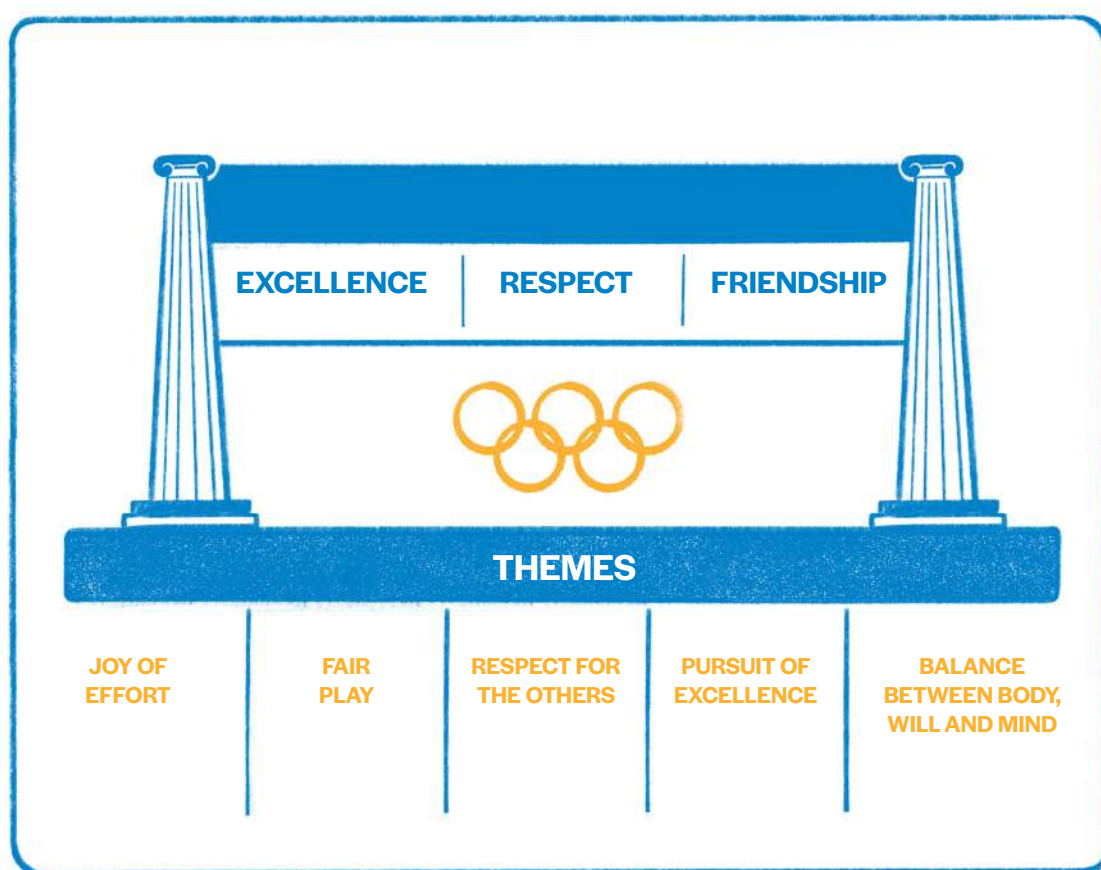 EXCELLENCE
RESPECT
FRIENDSHIP
THEMES
JOY OF
EFFORT
FAIR
PLAY
RESPECT FOR
THE OTHERS
PURSUIT OF
EXCELLENCE
BALANCE
BETWEEN BODY,
WILL AND MIND